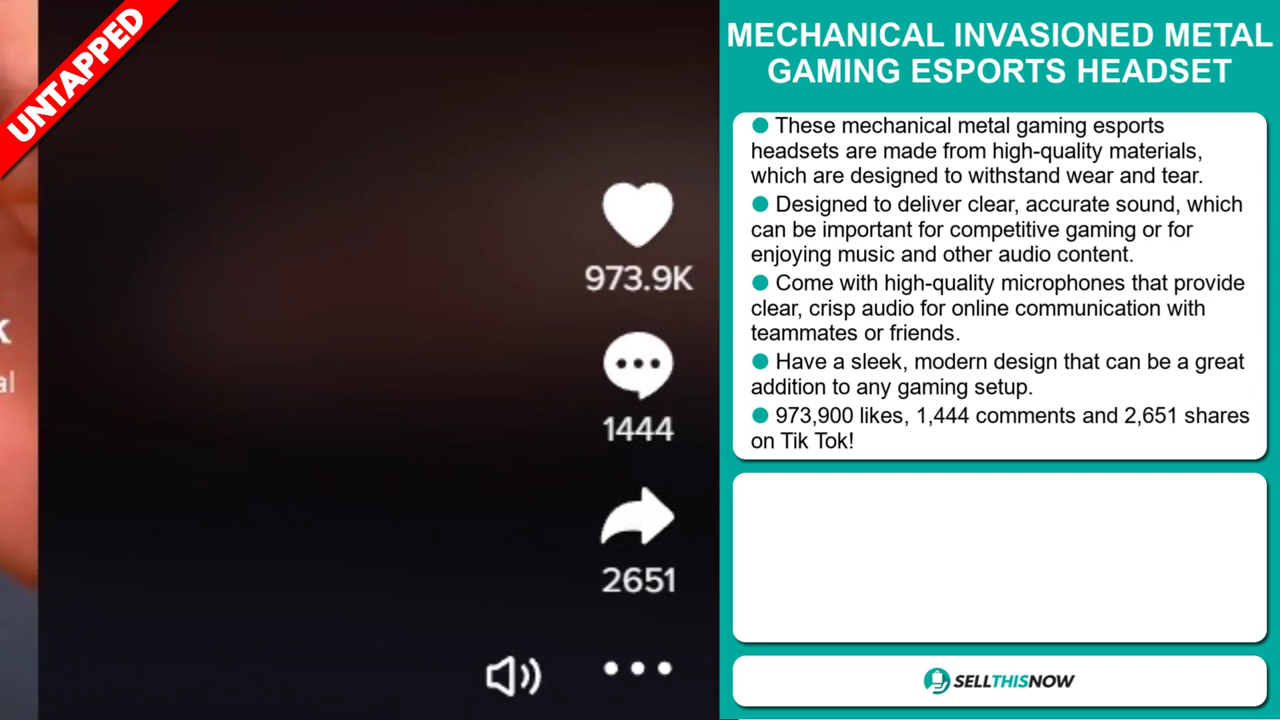 UNTAPPED
k
al
973.9K
1444
2651
MECHANICAL INVASIONED METAL
GAMING ESPORTS HEADSET
● These mechanical metal gaming esports
headsets are made from high-quality materials,
which are designed to withstand wear and tear.
● Designed to deliver clear, accurate sound, which
can be important for competitive gaming or for
enjoying music and other audio content.
● Come with high-quality microphones that provide
clear, crisp audio for online communication with
teammates or friends.
● Have a sleek, modern design that can be a great
addition to any gaming setup.
● 973,900 likes, 1,444 comments and 2,651 shares
on Tik Tok!
SELLTHISNOW